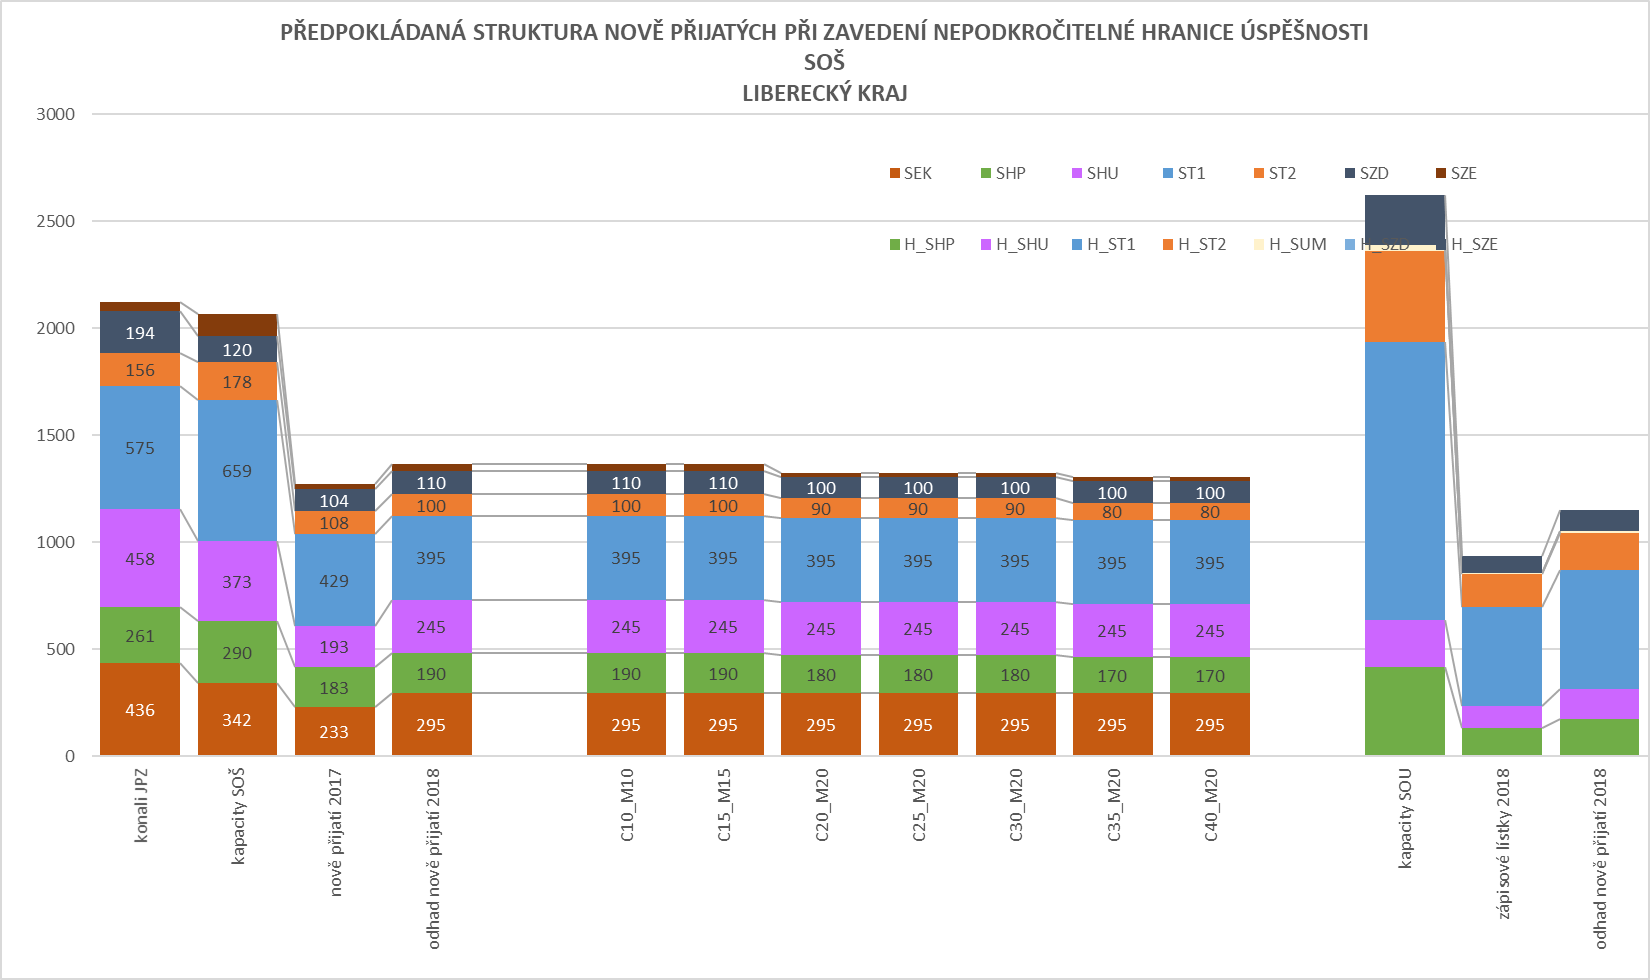 PŘEDPOKLÁDANÁ STRUKTURA NOVĚ PŘIJATÝCH PŘI ZAVEDENÍ NEPODKROČITELNÉ HRANICE ÚSPĚŠNOSTI
SOŠ
LIBERECKÝ KRAJ
3000
2500
2000
1500
1000
500
0
SEK SHP SHU ST1 ST2 SZD SZE
H_SHP H_SHU H_ST1 H_ST2 H_SUM H_SZD H_SZE
194 156 575 458 261 436
120 178 659 373 290 342
104 108 429 193 183 233
110 100 395 245 190 295
110 100 395 245 190 295
110 100 395 245 190 295
100 90 395 245 180 295
100 90 395 245 180 295
100 90 395 245 180 295
100 80 395 245 170 295
100 80 395 245 170 295
konali JPZ
kapacity SOŠ
nově přijatí 2017
odhad nově přijatí 2018
C10_M10
C15_M15
C20_M20
C25_M20
C30_M20
C35_M20
C40_M20
kapacity SOU
zápisové lístky 2018
odhad nově přijatí 2018